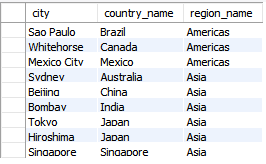 city country_name region_name
Sao Paulo Brazil Americas
Whitehorse Canada Americas
Mexico City Mexico Americas
Sydney Australia Asia
Beijing China Asia
Bombay India Asia
Tokyo Japan Asia
Hiroshima Japan Asia
Singapore Singapore Asia